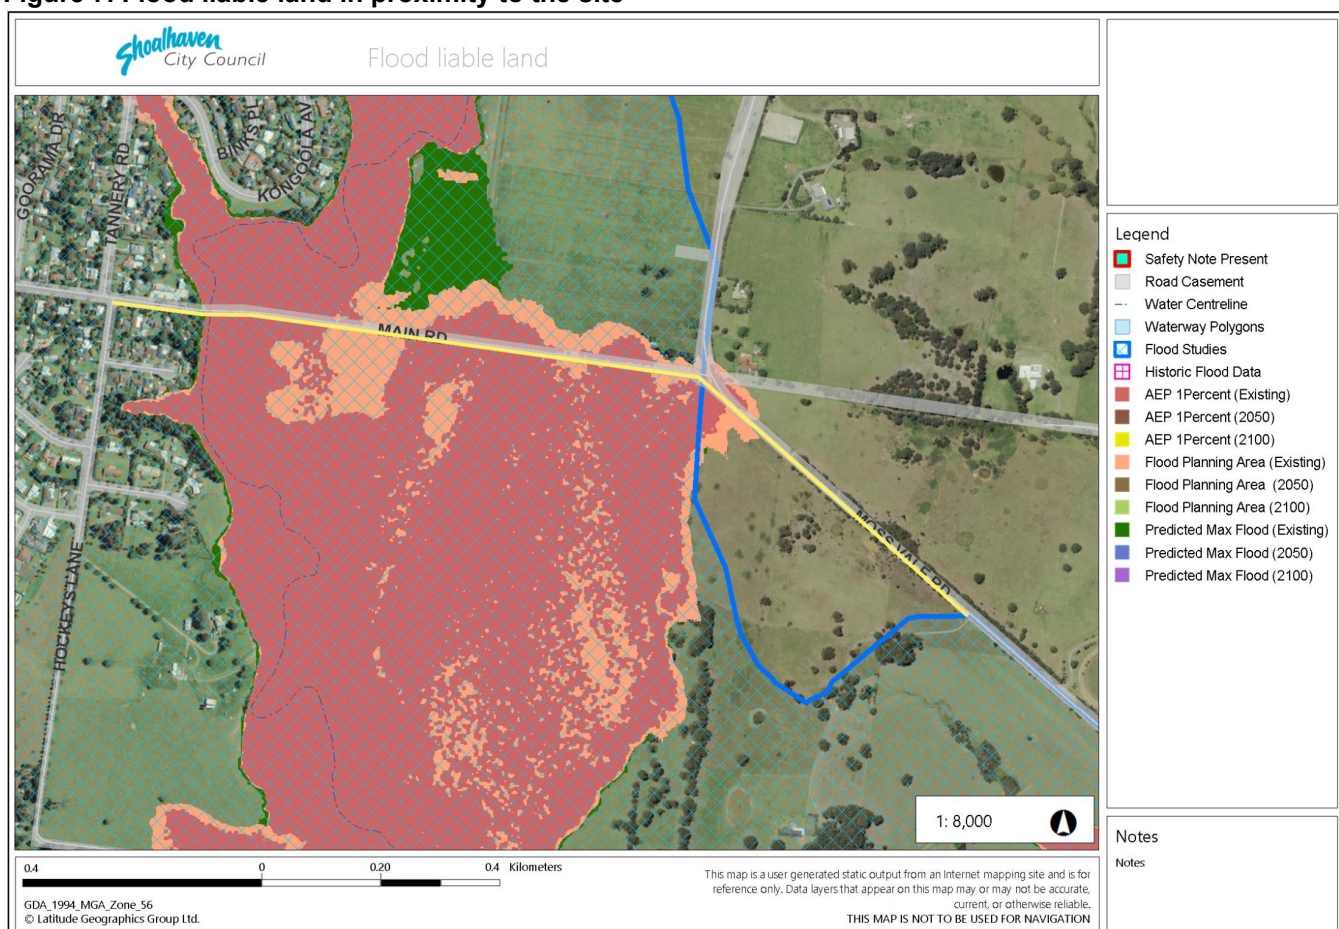 Figure 7: Flood liable land in proximity to the site
Shoalhaven
City Council
Flood liable land
GOORAMA DR
TANNERY RD
BIMBIS PL
KONGOOLA AV
MAIN RD
MOSS VALE RD
HOCKEYS LANE
1: 8,000
Legend
Safety Note Present
Road Casement
Water Centreline
Waterway Polygons
Flood Studies
Historic Flood Data
AEP 1Percent (Existing)
AEP 1Percent (2050)
AEP 1Percent (2100)
Flood Planning Area (Existing)
Flood Planning Area (2050)
Flood Planning Area (2100)
Predicted Max Flood (Existing)
Predicted Max Flood (2050)
Predicted Max Flood (2100)
Notes
Notes
0.4 0 0.20 0.4 Kilometers
GDA_1994_MGA_Zone_56
© Latitude Geographics Group Ltd.
This map is a user generated static output from an Internet mapping site and is for
reference only. Data layers that appear on this map may or may not be accurate,
current, or otherwise reliable.
THIS MAP IS NOT TO BE USED FOR NAVIGATION